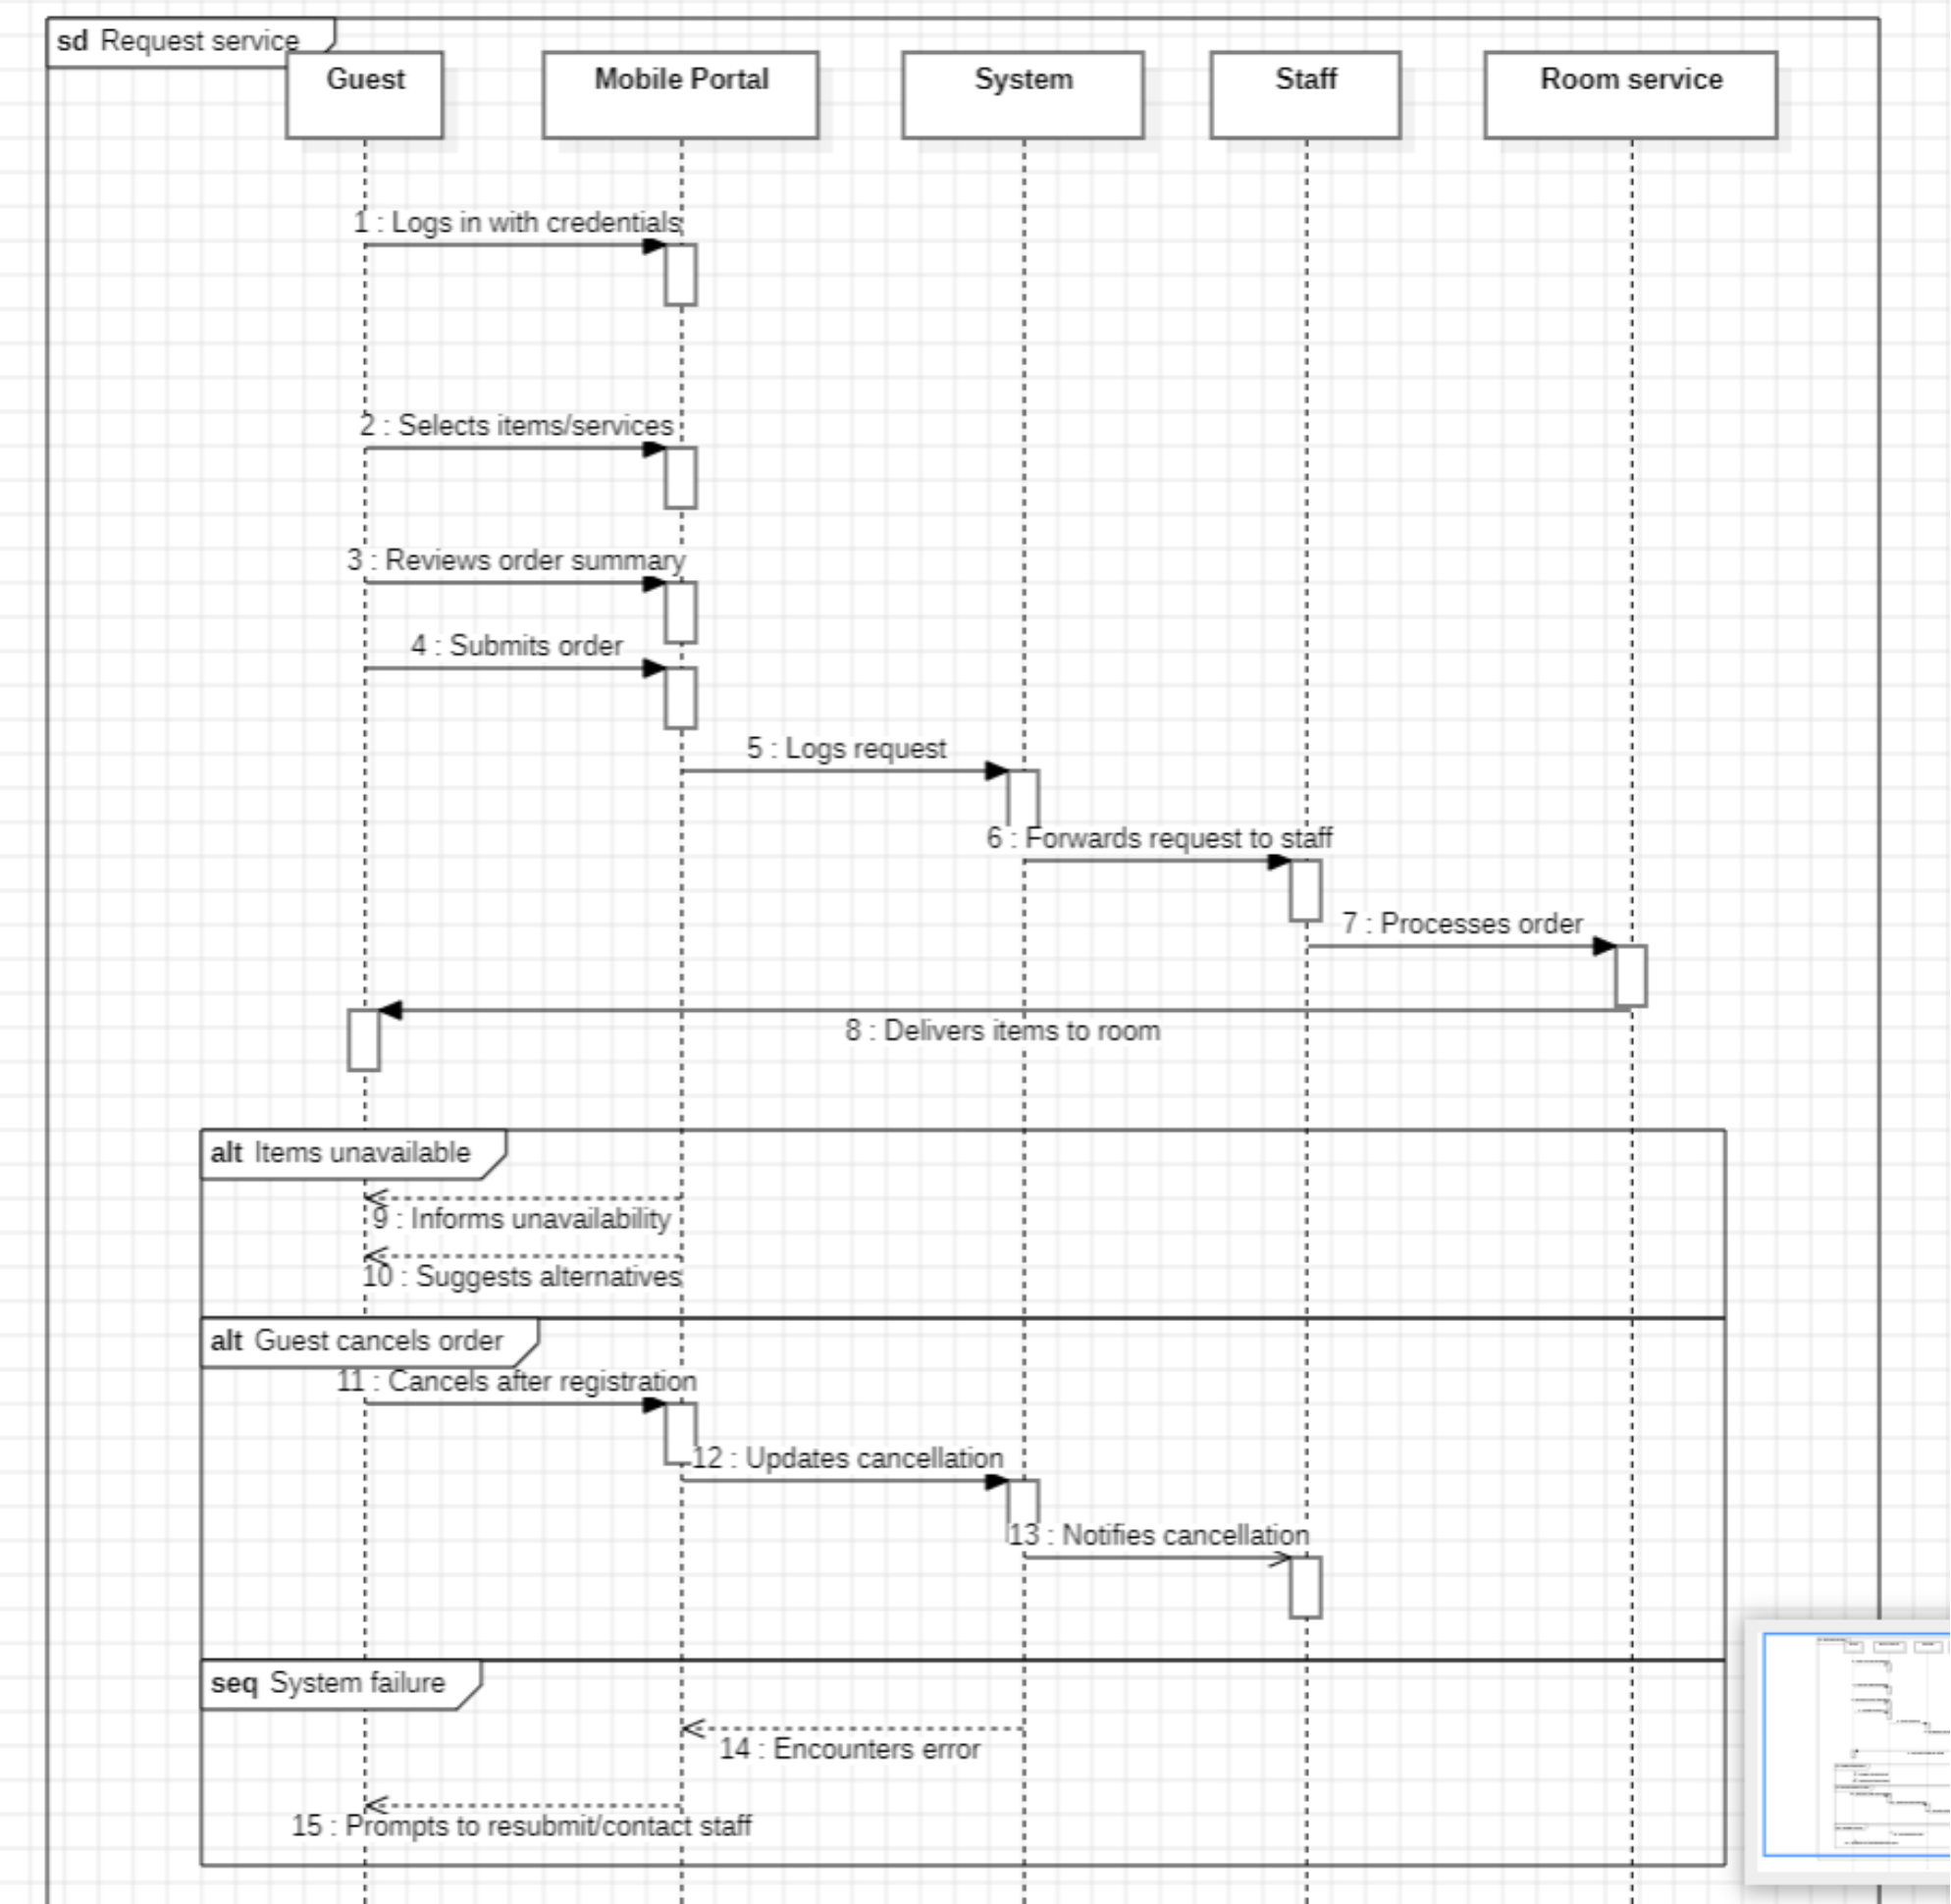 sd Request service
Guest
Mobile Portal
System
Staff
Room service
1 : Logs in with credentials
2 : Selects items/services
3 : Reviews order summary
4 : Submits order
5 : Logs request
6 : Forwards request to staff
7 : Processes order
8 : Delivers items to room
alt Items unavailable
9 : Informs unavailability
10 : Suggests alternatives
alt Guest cancels order
11 : Cancels after registration
12 : Updates cancellation
13 : Notifies cancellation
seq System failure
14 : Encounters error
15 : Prompts to resubmit/contact staff